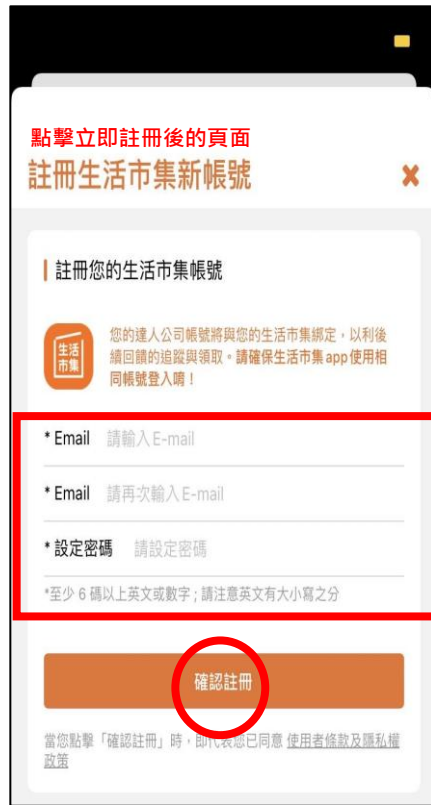 點擊立即註冊後的頁面
註冊生活市集新帳號
註冊您的生活市集帳號
生活
市集
您的達人公司帳號將與您的生活市集綁定，以利後
續回饋的追蹤與領取。請確保生活市集app使用相
同帳號登入唷！
* Email 請輸入E-mail
* Email 請再次輸入E-mail
* 設定密碼 請設定密碼
*至少 6 碼以上英文或數字 ; 請注意英文有大小寫之分
確認註冊
當您點擊「確認註冊」時，即代表您已同意 使用者條款及隱私權
政策